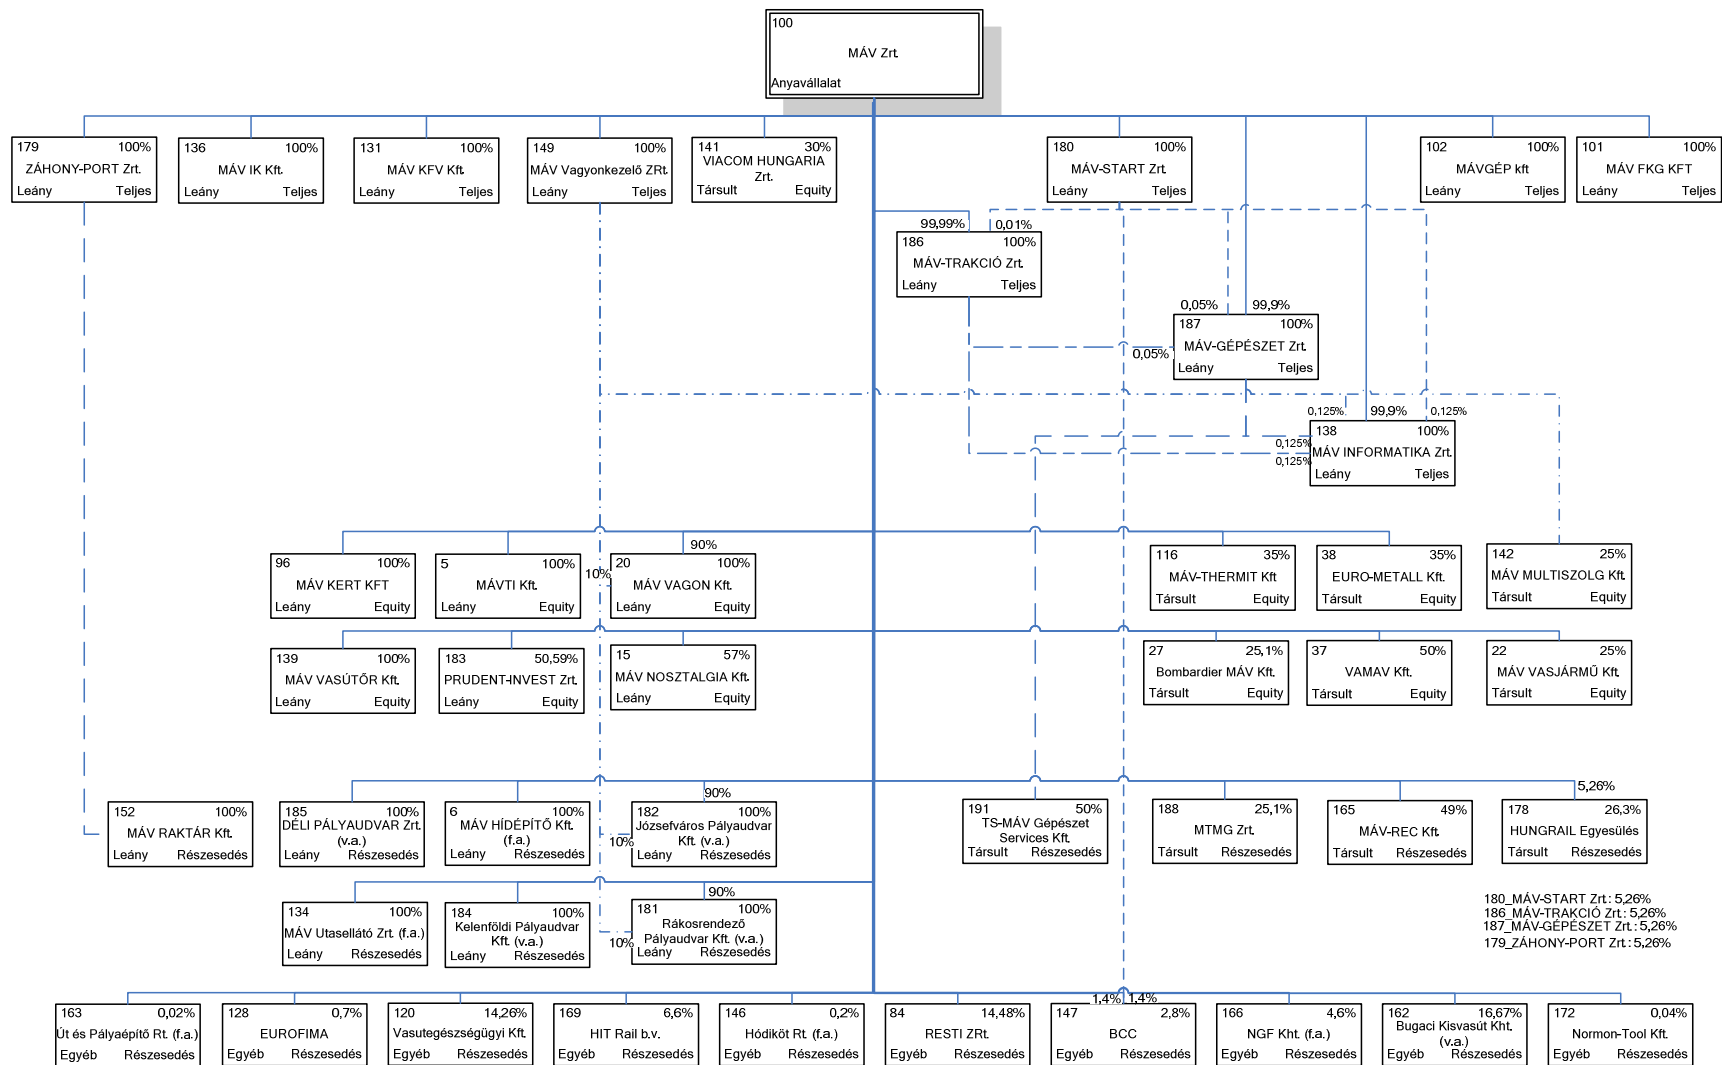 100
MÁV Zrt.
Anyavállalat
179 100%
ZÁHONY-PORT Zrt.
Leány Teljes
136 100%
MÁV IK Kft.
Leány Teljes
131 100%
MÁV KFV Kft.
Leány Teljes
149 100%
MÁV Vagyonkezelő ZRt.
Leány Teljes
141 30%
VIACOM HUNGARIA
Zrt.
Társult Equity
180 100%
MÁV-START Zrt.
Leány Teljes
102 100%
MÁVGÉP kft
Leány Teljes
101 100%
MÁV FKG KFT
Leány Teljes
99,99% 0,01%
186 100%
MÁV-TRAKCIÓ Zrt.
Leány Teljes
0,05% 99,9%
0,05%
187 100%
MÁV-GÉPÉSZET Zrt.
Leány Teljes
0,125% 99,9% 0,125%
0,125%
0,125%
138 100%
MÁV INFORMATIKA Zrt.
Leány Teljes
96 100%
MÁV KERT KFT
Leány Equity
5 100%
MÁVTI Kft.
Leány Equity
90%
10%
20 100%
MÁV VAGON Kft.
Leány Equity
116 35%
MÁV-THERMIT Kft
Társult Equity
38 35%
EURO-METALL Kft.
Társult Equity
142 25%
MÁV MULTISZOLG Kft.
Társult Equity
139 100%
MÁV VASÚTŐR Kft.
Leány Equity
183 50,59%
PRUDENT-INVEST Zrt.
Leány Equity
15 57%
MÁV NOSZTALGIA Kft.
Leány Equity
27 25,1%
Bombardier MÁV Kft.
Társult Equity
37 50%
VAMAV Kft.
Társult Equity
22 25%
MÁV VASJÁRMŰ Kft.
Társult Equity
152 100%
MÁV RAKTÁR Kft.
Leány Részesedés
185 100%
DÉLI PÁLYAUDVAR Zrt.
(v.a.)
Leány Részesedés
6 100%
MÁV HÍDÉPÍTŐ Kft.
(f.a.)
Leány Részesedés
90%
10%
182 100%
Józsefváros Pályaudvar
Kft. (v.a.)
Leány Részesedés
191 50%
TS-MÁV Gépészet
Services Kft.
Társult Részesedés
188 25,1%
MTMG Zrt.
Társult Részesedés
165 49%
MÁV-REC Kft.
Társult Részesedés
5,26%
178 26,3%
HUNGRAIL Egyesülés
Társult Részesedés
134 100%
MÁV Utasellátó Zrt. (f.a.)
Leány Részesedés
184 100%
Kelenföldi Pályaudvar
Kft. (v.a.)
Leány Részesedés
90%
10%
181 100%
Rákosrendező
Pályaudvar Kft. (v.a.)
Leány Részesedés
180_MÁV-START Zrt.: 5,26%
186_MÁV-TRAKCIÓ Zrt.: 5,26%
187_MÁV-GÉPÉSZET Zrt.: 5,26%
179_ZÁHONY-PORT Zrt.: 5,26%
163 0,02%
Út és Pályaépítő Rt. (f.a.)
Egyéb Részesedés
128 0,7%
EUROFIMA
Egyéb Részesedés
120 14,26%
Vasutegészségügyi Kft.
Egyéb Részesedés
169 6,6%
HIT Rail b.v.
Egyéb Részesedés
146 0,2%
Hódiköt Rt. (f.a.)
Egyéb Részesedés
84 14,48%
RESTI ZRt.
Egyéb Részesedés
1,4% 1,4%
147 2,8%
BCC
Egyéb Részesedés
166 4,6%
NGF Kht. (f.a.)
Egyéb Részesedés
162 16,67%
Bugaci Kisvasút Kht.
(v.a.)
Egyéb Részesedés
172 0,04%
Normon-Tool Kft.
Egyéb Részesedés